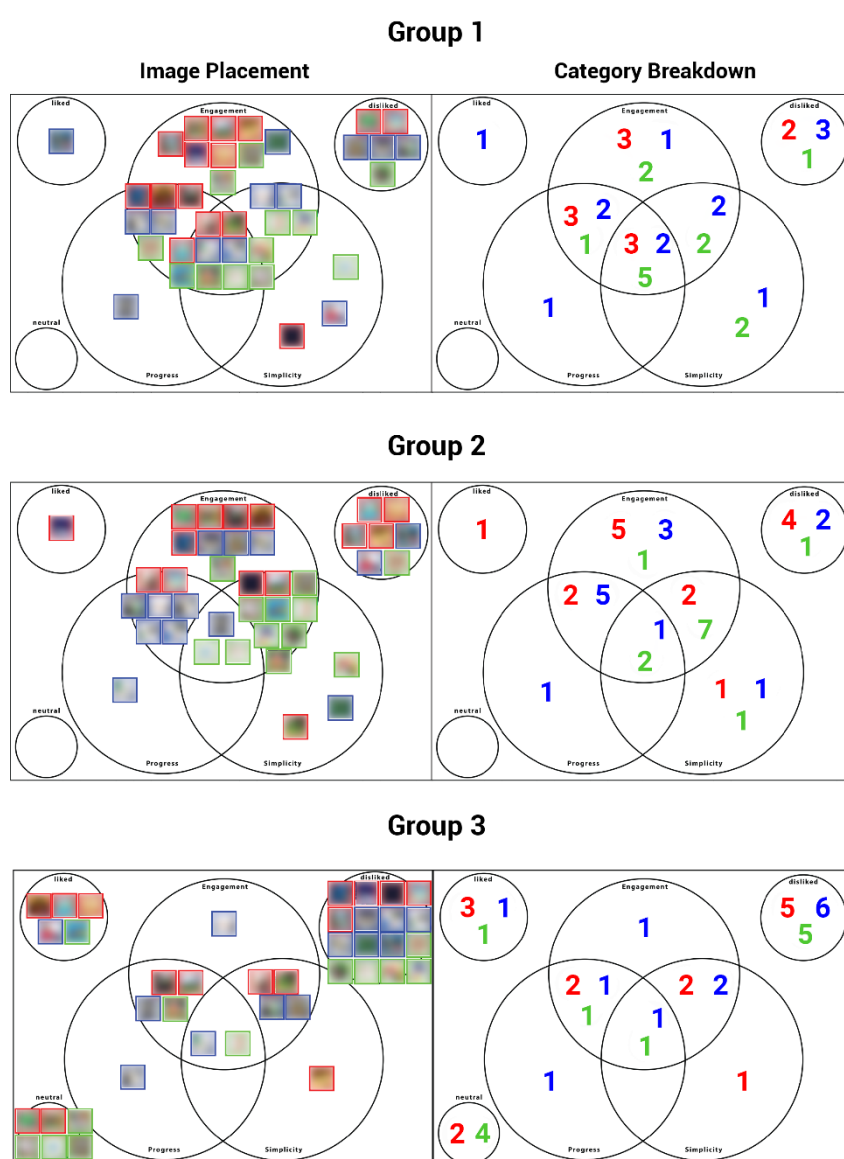 Group 1
Image Placement
Category Breakdown
liked
Engagement
disliked
liked
Engagement
disliked
1
3 1
2
2 3
1
3 2
1
2
2
3 2
5
1
1
2
neutral
Progress
Simplicity
neutral
Progress
Simplicity
Group 2
liked
Engagement
disliked
liked
Engagement
disliked
1
5 3
1
4 2
1
2 5
2
7
1
2
1
1 1
1
neutral
Progress
Simplicity
neutral
Progress
Simplicity
Group 3
liked
Engagement
disliked
liked
Engagement
disliked
3 1
1
1
5 6
5
2 1
1
2 2
1
1
1
1
neutral
Progress
Simplicity
neutral
2 4
Progress
Simplicity